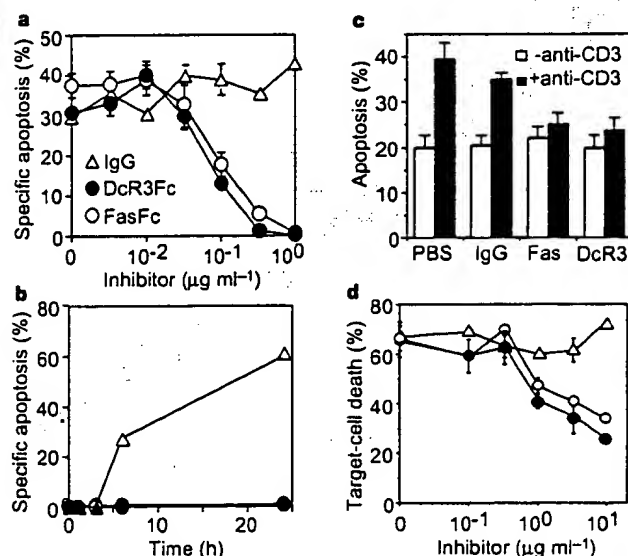 a
Specific apoptosis (%)
50
40
30
20
10
0
IgG
DcR3Fc
FasFc
0 10-2 10-1 100
Inhibitor (µg ml−1)
b
Specific apoptosis (%)
80
60
40
20
0
0 10 20
Time (h)
c
Apoptosis (%)
40
30
20
10
0
-anti-CD3
+anti-CD3
PBS IgG Fas DcR3
d
Target-cell death (%)
80
60
40
20
0
0 10-1 100 101
Inhibitor (µg ml−1)